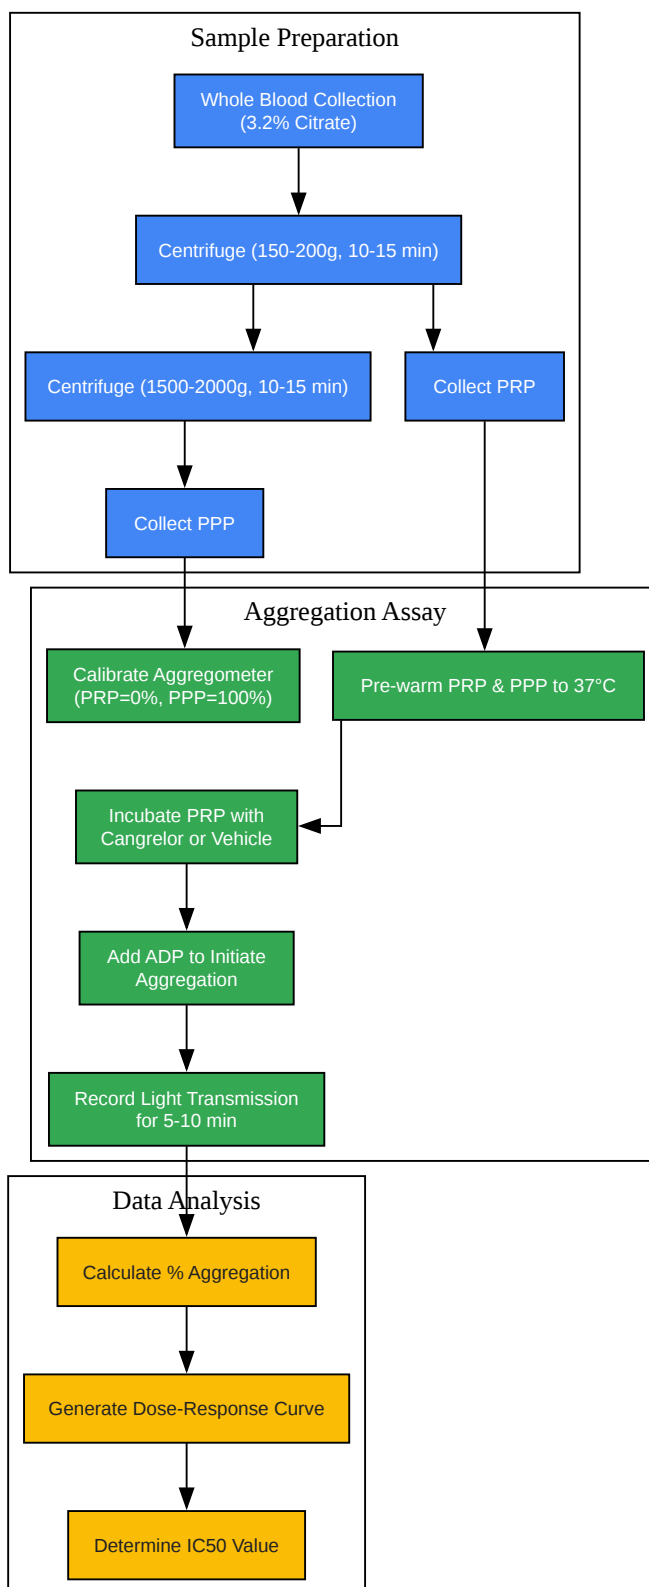 Sample Preparation
Whole Blood Collection
(3.2% Citrate)
Centrifuge (150-200g, 10-15 min)
Centrifuge (1500-2000g, 10-15 min)
Collect PRP
Collect PPP
Aggregation Assay
Calibrate Aggregometer
(PRP=0%, PPP=100%)
Pre-warm PRP & PPP to 37°C
Incubate PRP with
Cangrelor or Vehicle
Add ADP to Initiate
Aggregation
Record Light Transmission
for 5-10 min
Data Analysis
Calculate % Aggregation
Generate Dose-Response Curve
Determine IC50 Value